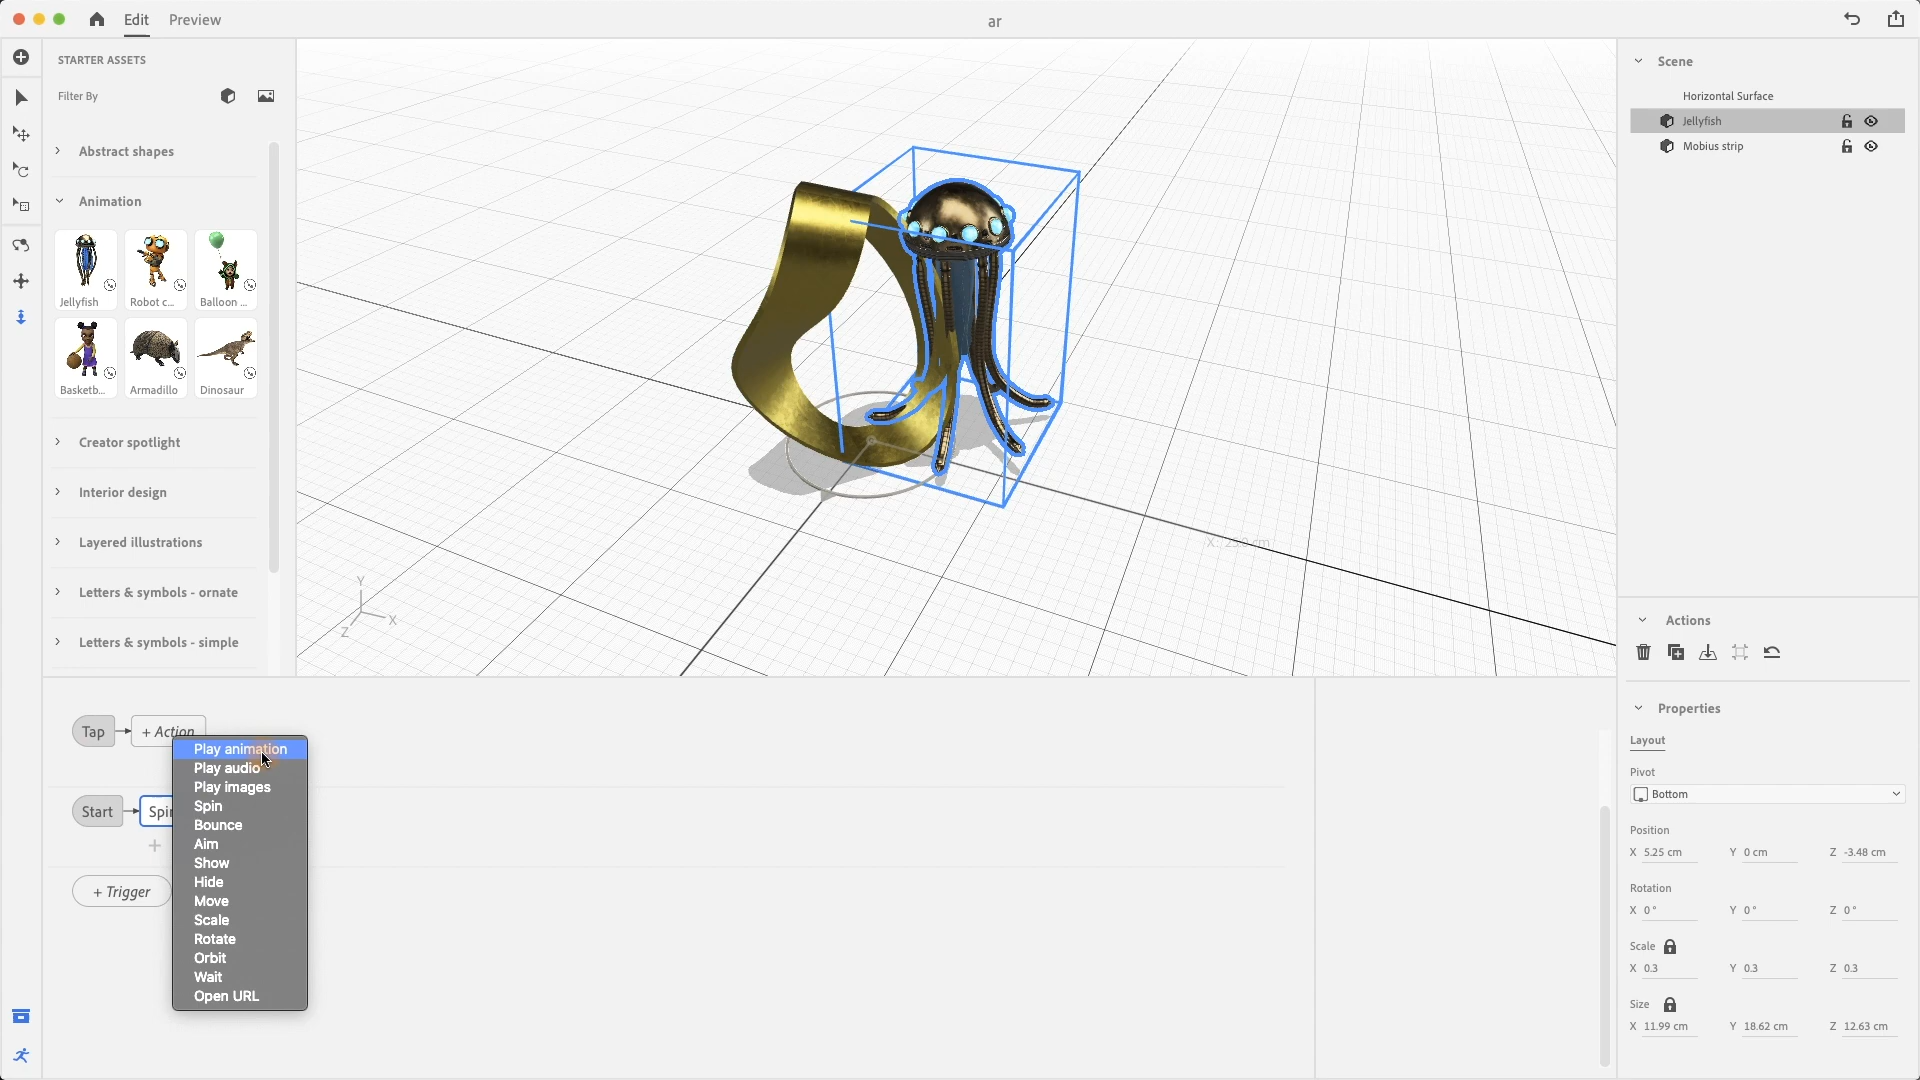 Edit
Preview
ar
STARTER ASSETS
Filter By
Abstract shapes
Animation
Jellyfish
Robot c...
Balloon ...
Basketb...
Armadillo
Dinosaur
Creator spotlight
Interior design
Layered illustrations
Letters & symbols - ornate
Letters & symbols - simple
Y
X
Z
X: 25.0 cm
Scene
Horizontal Surface
Jellyfish
Mobius strip
Actions
Properties
Layout
Pivot
Bottom
Position
X 5.25 cm Y 0 cm Z -3.48 cm
Rotation
X 0° Y 0° Z 0°
Scale
X 0.3 Y 0.3 Z 0.3
Size
X 11.99 cm Y 18.62 cm Z 12.63 cm
Tap
+ Action
Start
Spin
+ Trigger
Play animation
Play audio
Play images
Spin
Bounce
Aim
Show
Hide
Move
Scale
Rotate
Orbit
Wait
Open URL